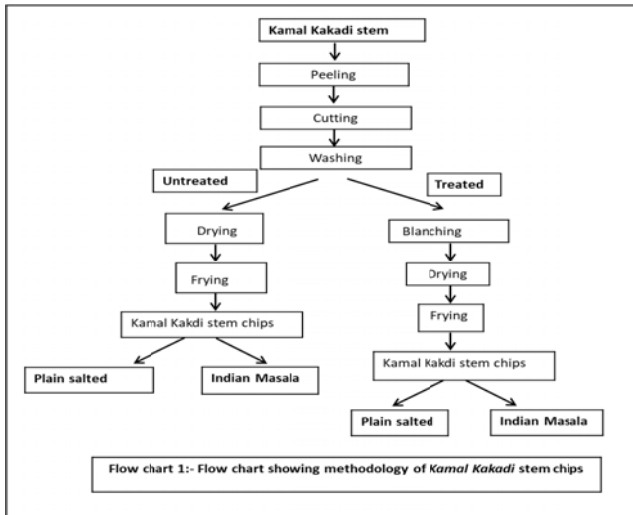 Kamal Kakadi stem
Peeling
Cutting
Washing
Untreated
Treated
Drying
Blanching
Frying
Drying
Kamal Kakdi stem chips
Frying
Plain salted
Indian Masala
Kamal Kakdi stem chips
Plain salted
Indian Masala
Flow chart 1:- Flow chart showing methodology of Kamal Kakadi stem chips